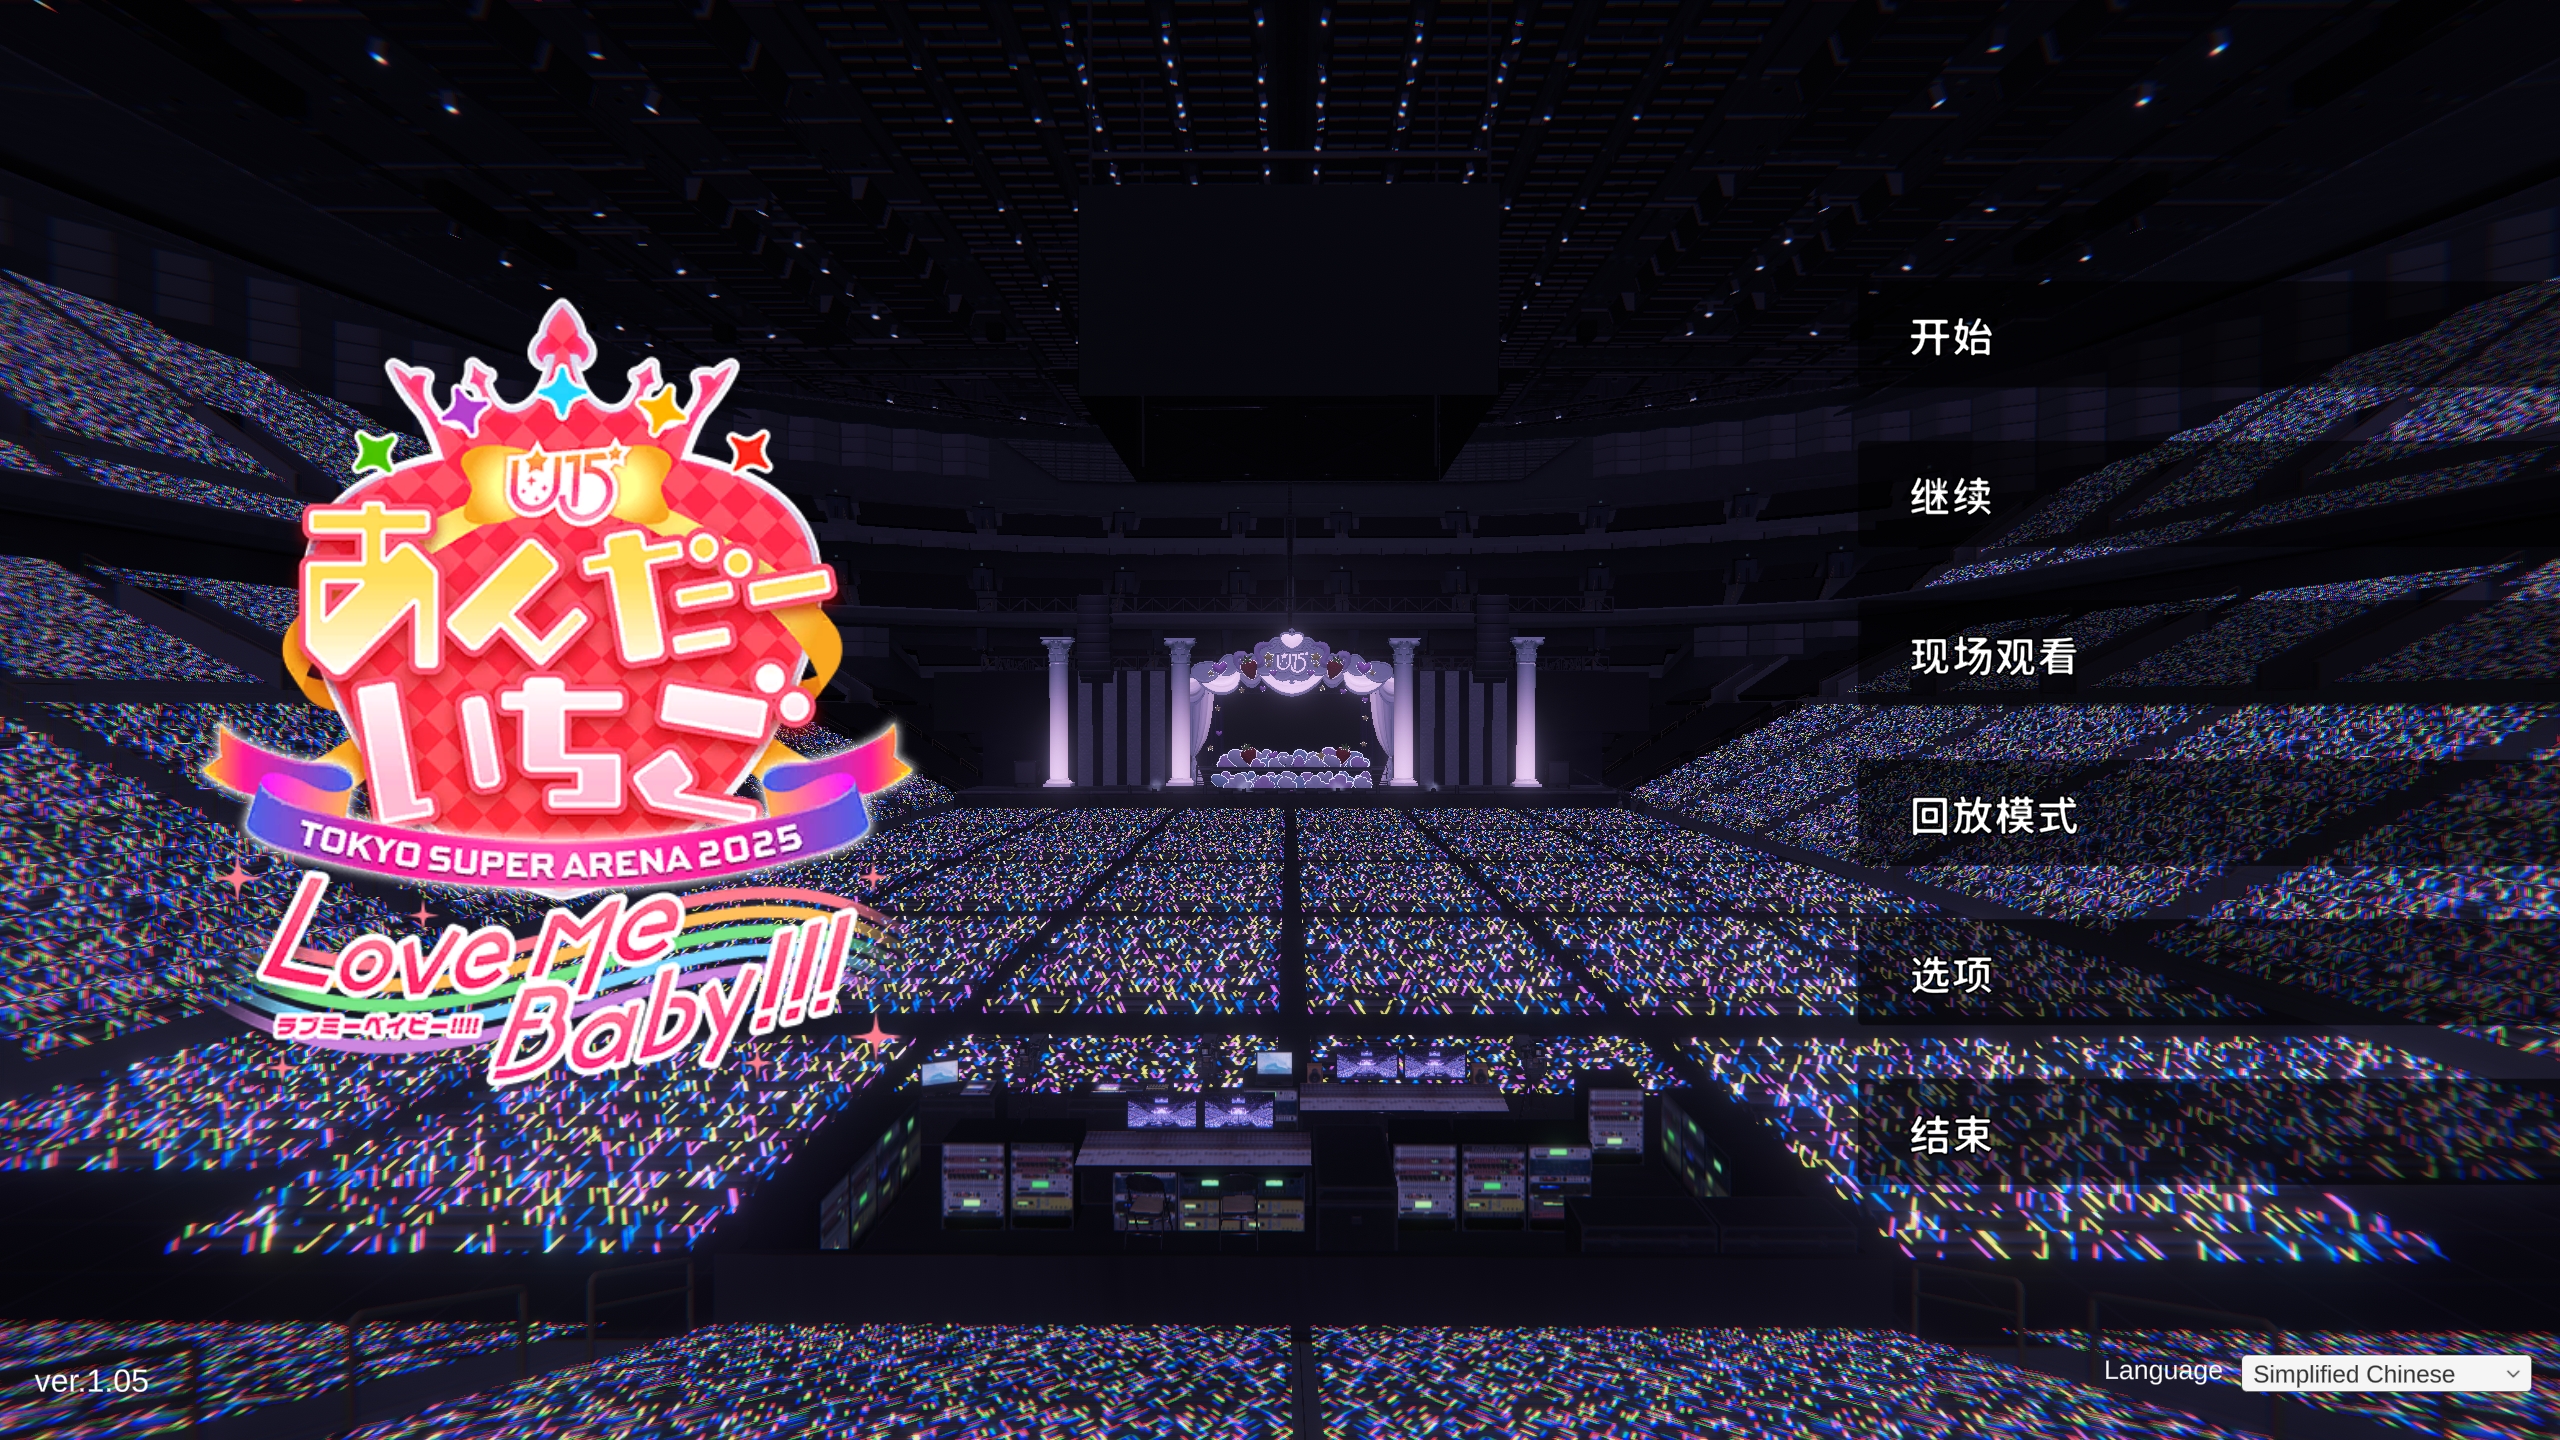 U15
あんだー
いちご
TOKYO SUPER ARENA 2025
Love Me
Baby!!!
ラブミーベイビー!!!!
U15
开始
继续
现场观看
回放模式
选项
结束
ver.1.05
Language
Simplified Chinese